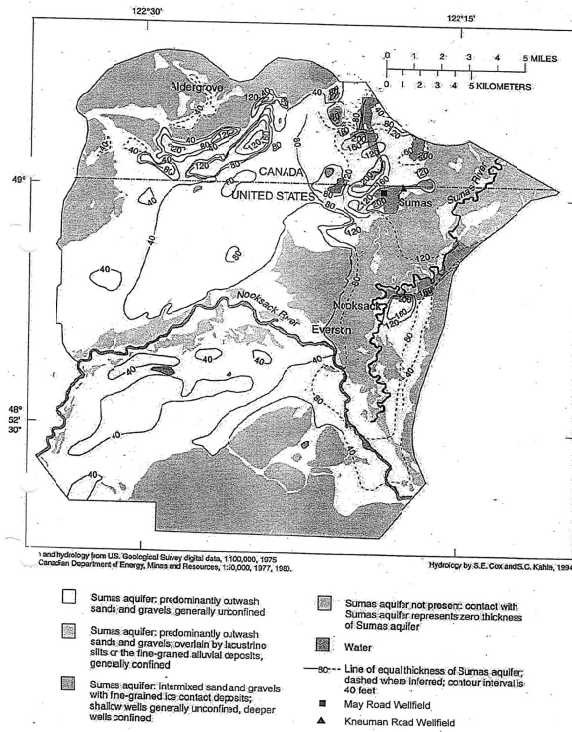 122°30'
122°15'
0 1 2 3 4 5 MILES
0 1 2 3 4 5 KILOMETERS
Aldergrove
49°
CANADA
UNITED STATES
Sumas
Sumas River
Nooksack River
Nooksack
Everson
48°
52'
30"
and hydrology from U.S. Geological Survey digital data, 1:100,000, 1975
Canadian Department of Energy, Mines and Resources, 1:50,000, 1977, 1980.
Hydrology by S.E. Cox and S.C. Kahle, 1994
Sumas aquifer: predominantly outwash
sands and gravels generally unconfined
Sumas aquifer: predominantly outwash
sands and gravels overlain by lacustrine
silts or the fine-grained alluvial deposits,
generally confined
Sumas aquifer: intermixed sand and gravels
with fine-grained ice contact deposits;
shallow wells generally unconfined, deeper
wells confined
Sumas aquifer not present: contact with
Sumas aquifer represents zero thickness
of Sumas aquifer
Water
80 Line of equal thickness of Sumas aquifer;
dashed where inferred; contour interval is
40 feet
May Road Wellfield
Kneuman Road Wellfield